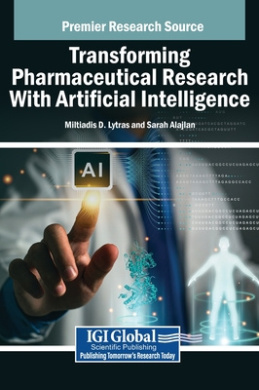 Premier Research Source
Transforming
Pharmaceutical Research
With Artificial Intelligence
Miltiadis D. Lytras and Sarah Alajlan
AI
IGI Global
Scientific Publishing
Publishing Tomorrow's Research Today